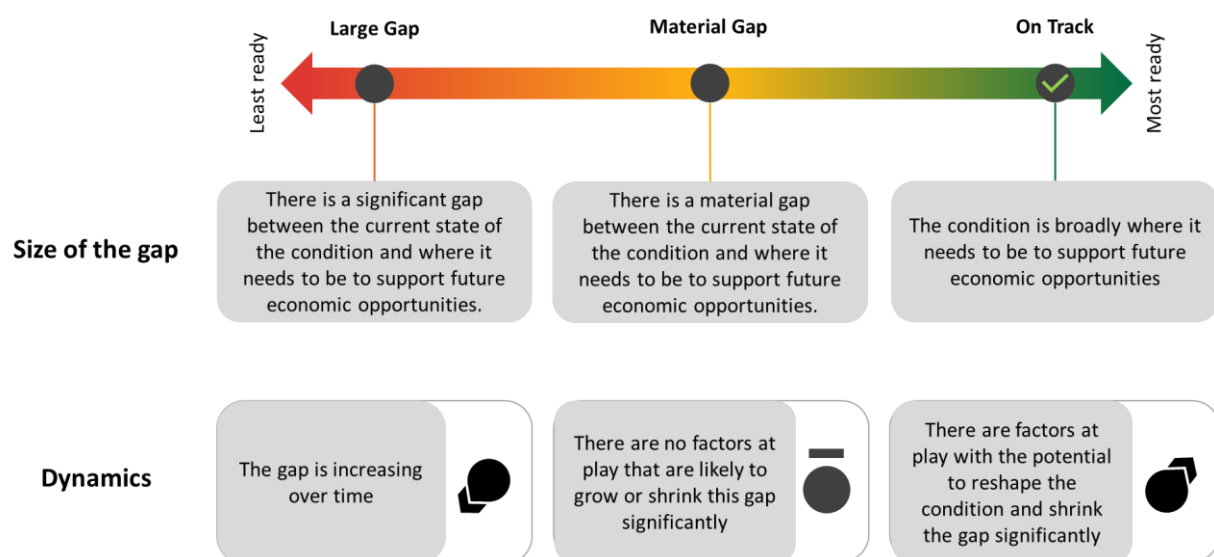 Large Gap
Material Gap
On Track
Least ready
Most ready
Size of the gap
There is a significant gap
between the current state of
the condition and where it
needs to be to support future
economic opportunities.
There is a material gap
between the current state of
the condition and where it
needs to be to support future
economic opportunities.
The condition is broadly where it
needs to be to support future
economic opportunities
Dynamics
The gap is increasing
over time
There are no factors at
play that are likely to
grow or shrink this gap
significantly
There are factors at
play with the potential
to reshape the
condition and shrink
the gap significantly